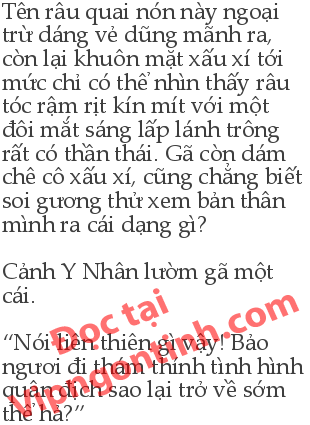 Tên râu quai nón này ngoại
trừ dáng vẻ dũng mãnh ra,
còn lại khuôn mặt xấu xí tới
mức chỉ có thể nhìn thấy râu
tóc rậm rịt kín mít với một
đôi mắt sáng lấp lánh trông
rất có thần thái. Gã còn dám
chê cô xấu xí, cũng chẳng biết
soi gương thử xem bản thân
mình ra cái dạng gì?
Cảnh Y Nhân lườm gã một
cái.
“Nói liên thiên gì vậy! Bảo
ngươi đi thám thính tình hình
quân địch sao lại trở về sớm
thế hả?”
Đọc tại
Vipngontinh.com